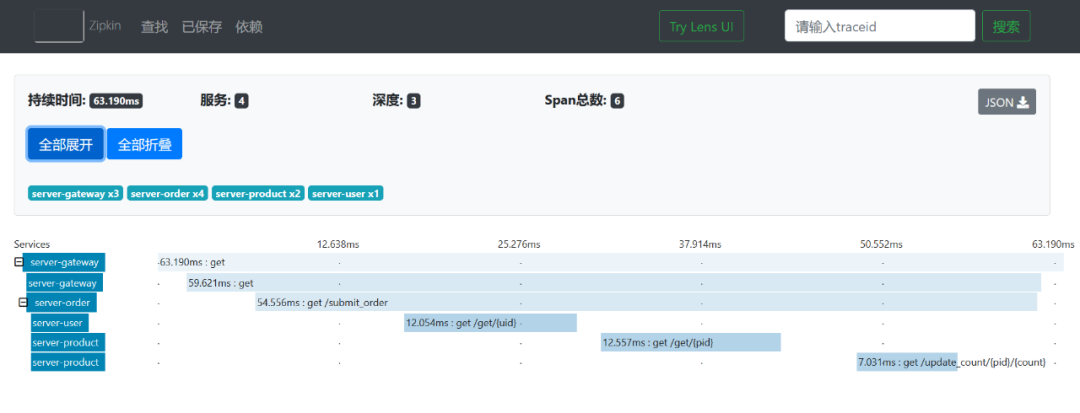 Zipkin 查找 已保存 依赖 Try Lens UI 请输入traceid 搜索
持续时间: 63.190ms 服务: 4 深度: 3 Span总数: 6 JSON
全部展开 全部折叠
server-gateway x3 server-order x4 server-product x2 server-user x1
Services 12.638ms 25.276ms 37.914ms 50.552ms 63.190ms
server-gateway 63.190ms : get
server-gateway 59.621ms : get
server-order 54.556ms : get /submit_order
server-user 12.054ms : get /get/{uid}
server-product 12.557ms : get /get/{pid}
server-product 7.031ms : get /update_count/{pid}/{count}